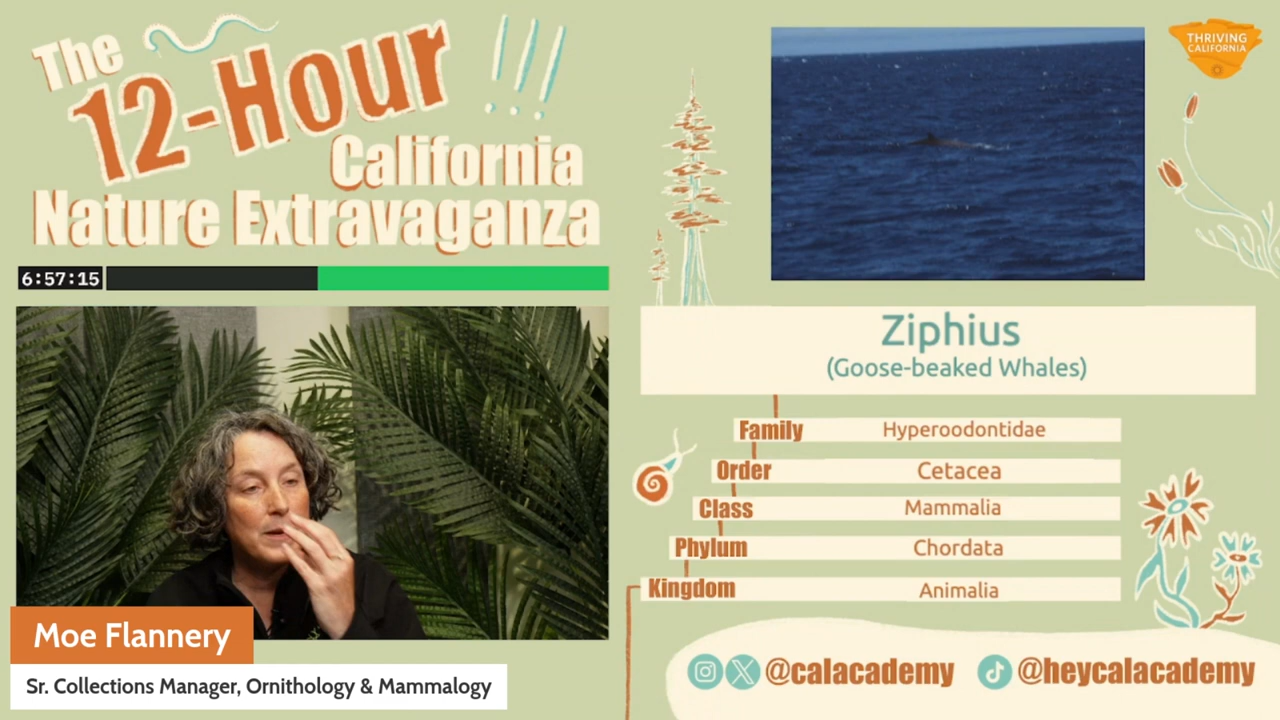 The
12-Hour
!!!
California
Nature Extravaganza
6:57:15
Moe Flannery
Sr. Collections Manager, Ornithology & Mammalogy
THRIVING
CALIFORNIA
Ziphius
(Goose-beaked Whales)
Family Hyperoodontidae
Order Cetacea
Class Mammalia
Phylum Chordata
Kingdom Animalia
@calacademy @heycalacademy